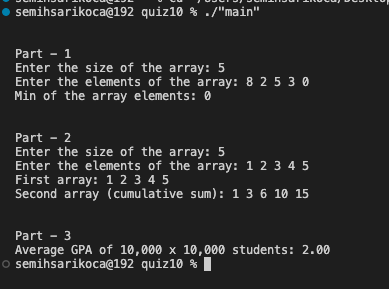 semihsarikoca@192 quiz10 % ./"main"
Part - 1
Enter the size of the array: 5
Enter the elements of the array: 8 2 5 3 0
Min of the array elements: 0
Part - 2
Enter the size of the array: 5
Enter the elements of the array: 1 2 3 4 5
First array: 1 2 3 4 5
Second array (cumulative sum): 1 3 6 10 15
Part - 3
Average GPA of 10,000 x 10,000 students: 2.00
semihsarikoca@192 quiz10 %